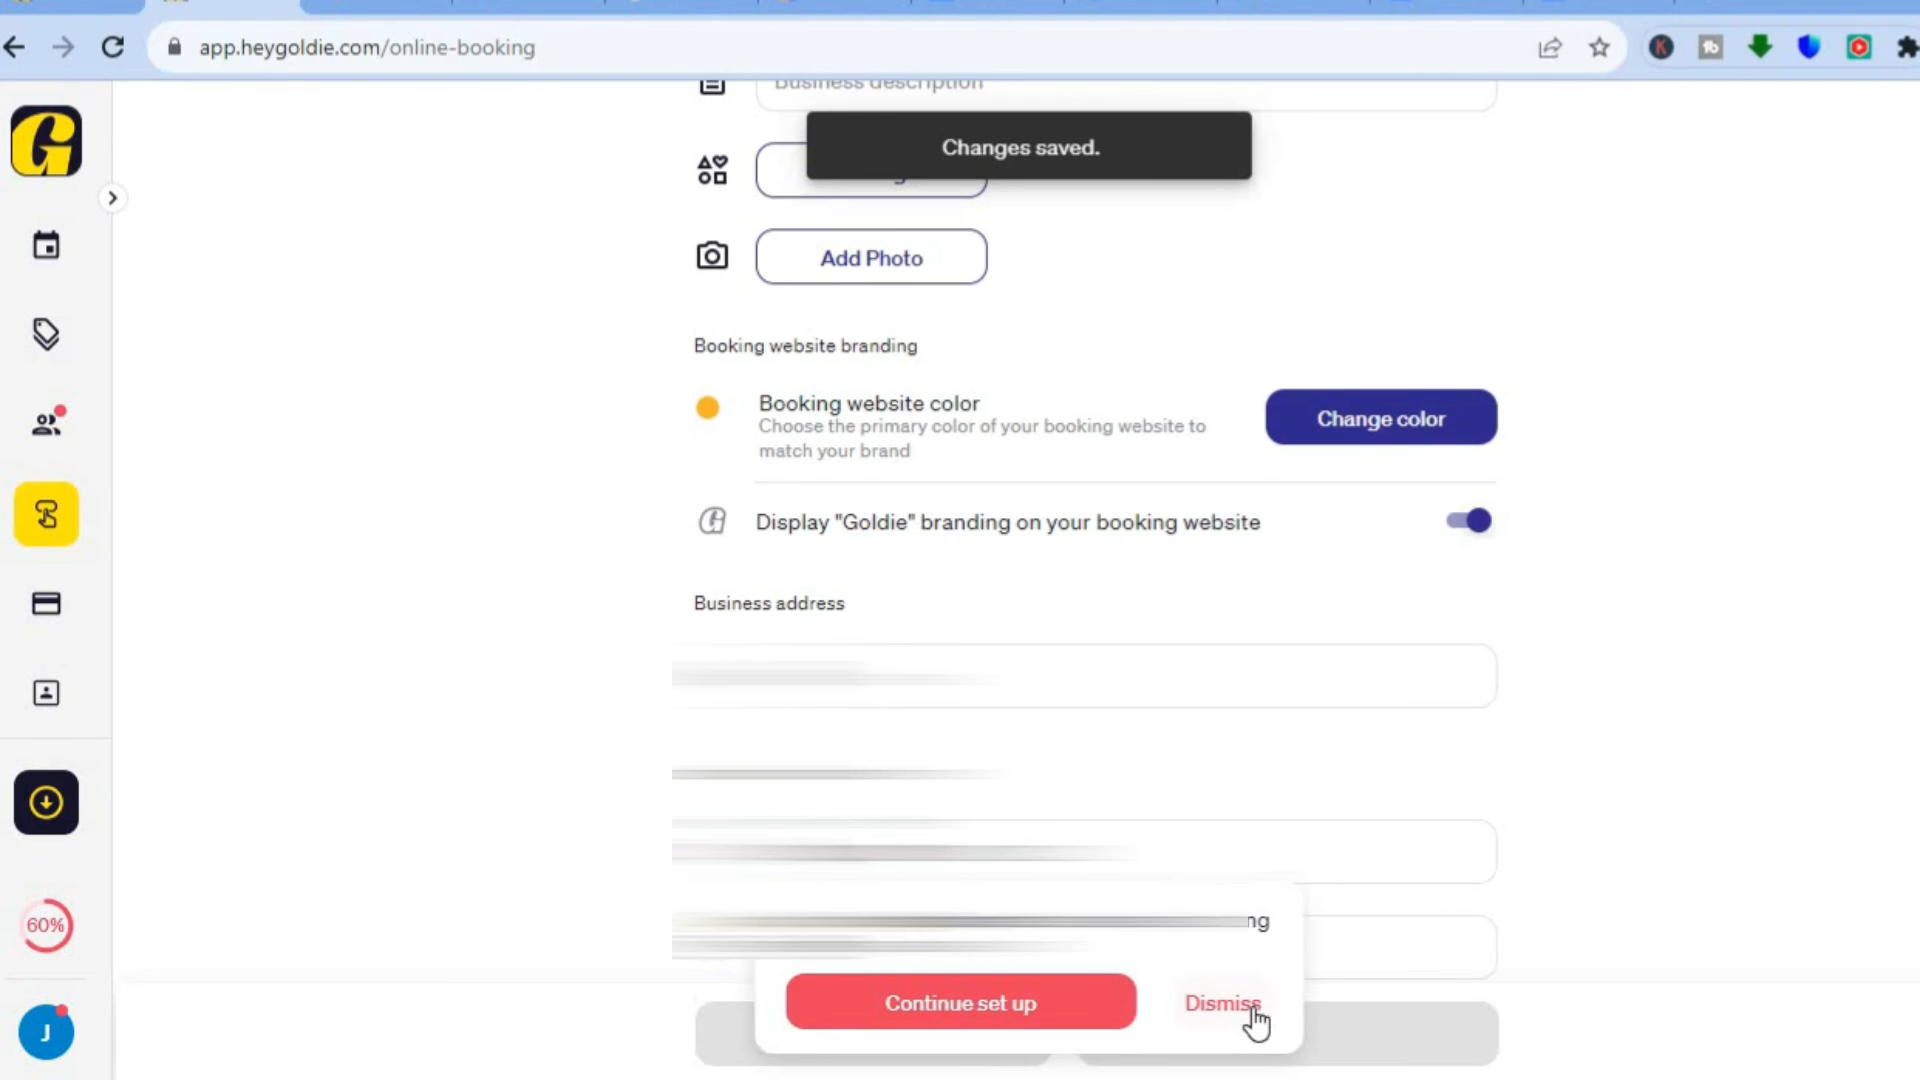 app.heygoldie.com/online-booking
Business description
Changes saved.
Add Photo
Booking website branding
Booking website color
Choose the primary color of your booking website to
match your brand
Change color
Display "Goldie" branding on your booking website
Business address
60%
Continue set up
Dismiss
J